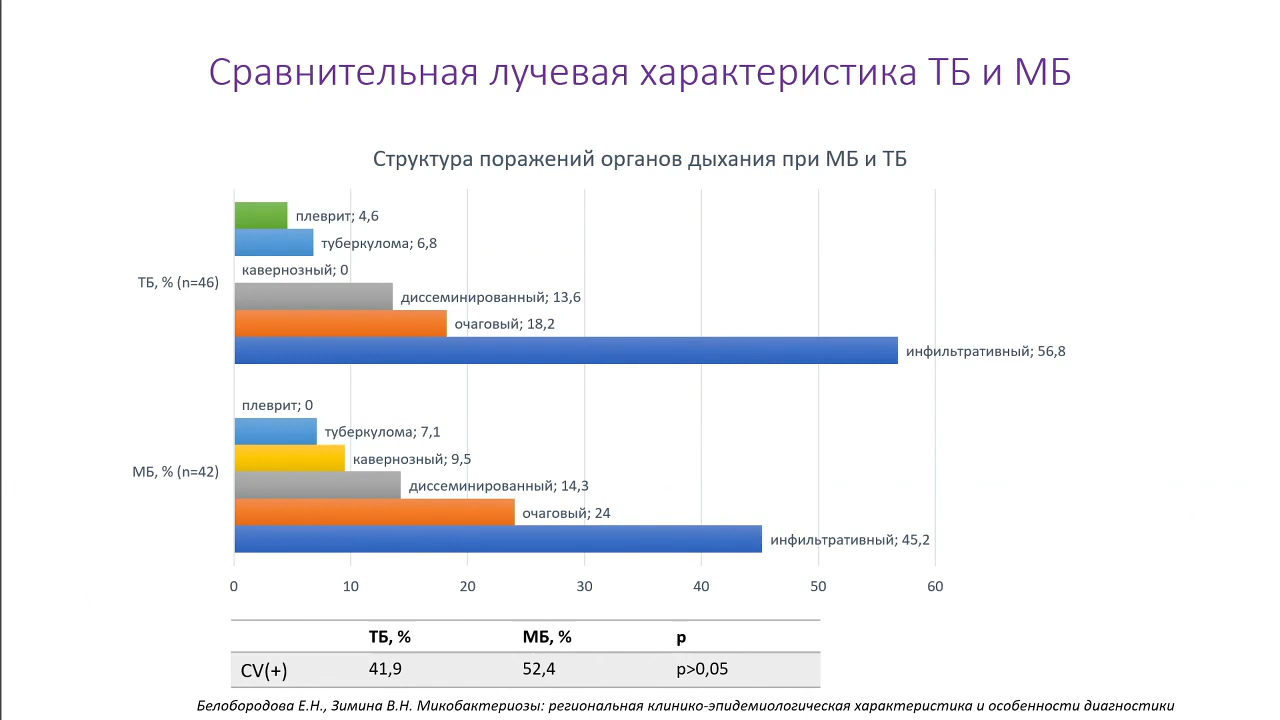 Сравнительная лучевая характеристика ТБ и МБ
Структура поражений органов дыхания при МБ и ТБ
плеврит; 4,6
туберкулома; 6,8
кавернозный; 0
ТБ, % (n=46)
диссеминированный; 13,6
очаговый; 18,2
инфильтративный; 56,8
плеврит; 0
туберкулома; 7,1
кавернозный; 9,5
МБ, % (n=42)
диссеминированный; 14,3
очаговый; 24
инфильтративный; 45,2
0 10 20 30 40 50 60
ТБ, % МБ, % р
CV(+) 41,9 52,4 p>0,05
Белобородова Е.Н., Зимина В.Н. Микобактериозы: региональная клинико-эпидемиологическая характеристика и особенности диагностики